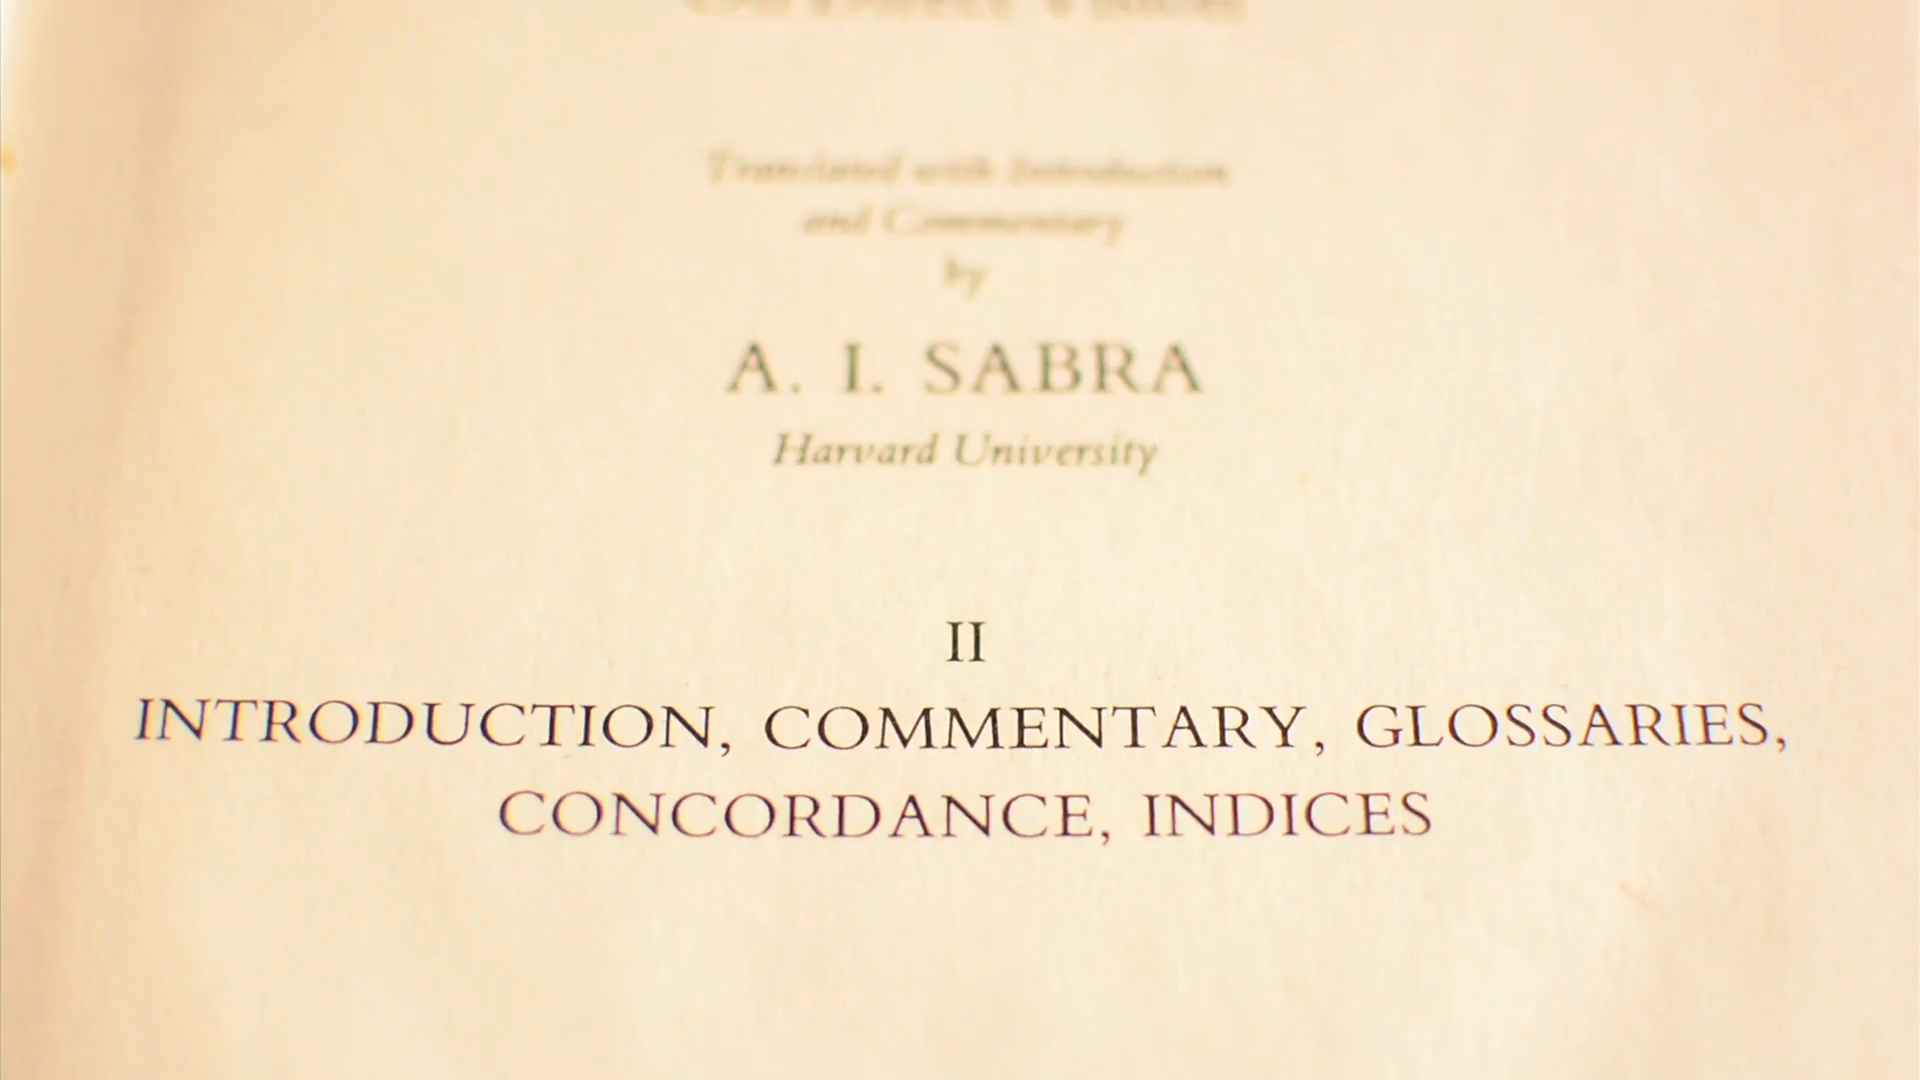 Translated with Introduction
and Commentary
by
A. I. SABRA
Harvard University
II
INTRODUCTION, COMMENTARY, GLOSSARIES,
CONCORDANCE, INDICES